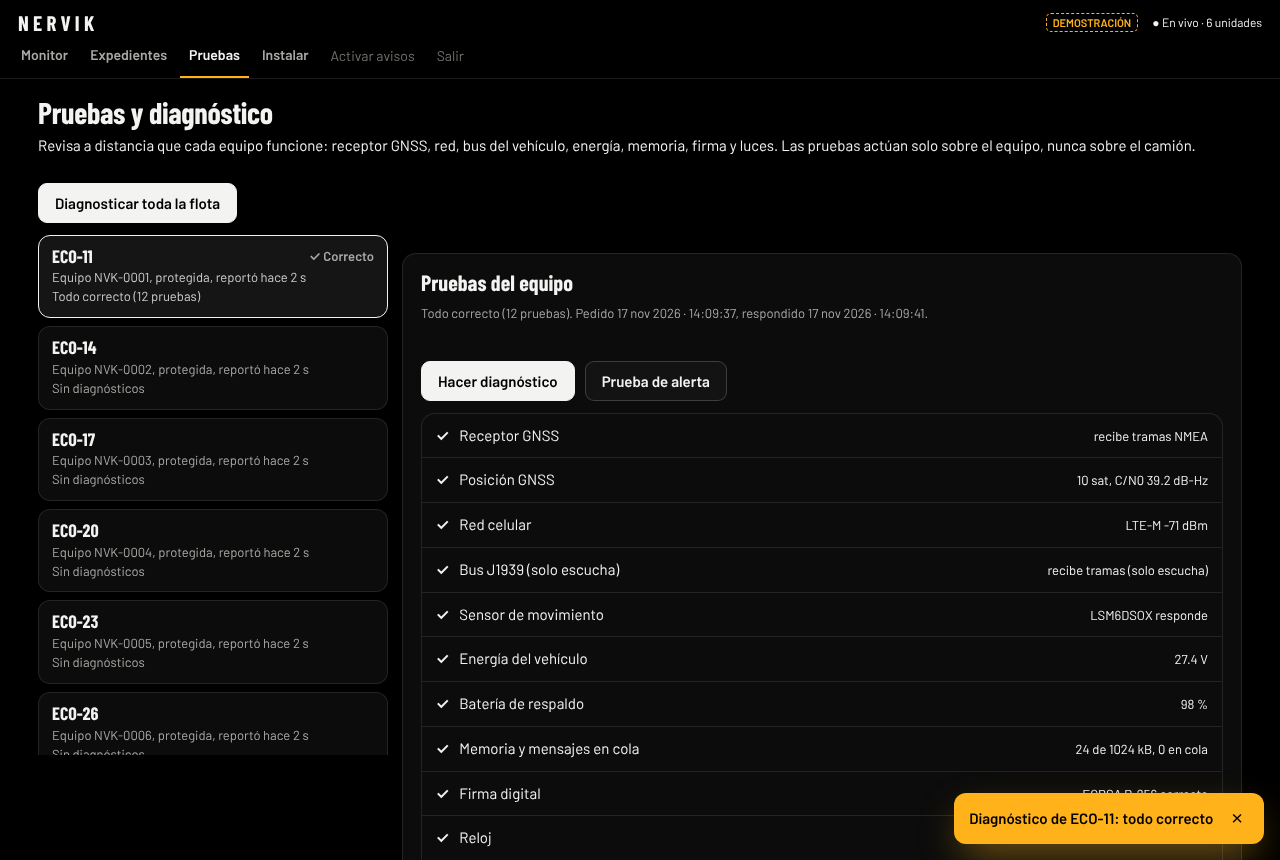 NERVIK
DEMOSTRACIÓN
En vivo · 6 unidades
Monitor
Expedientes
Pruebas
Instalar
Activar avisos
Salir
Pruebas y diagnóstico
Revisa a distancia que cada equipo funcione: receptor GNSS, red, bus del vehículo, energía, memoria, firma y luces. Las pruebas actúan solo sobre el equipo, nunca sobre el camión.
Diagnosticar toda la flota
ECO-11
✓ Correcto
Equipo NVK-0001, protegida, reportó hace 2 s
Todo correcto (12 pruebas)
ECO-14
Equipo NVK-0002, protegida, reportó hace 2 s
Sin diagnósticos
ECO-17
Equipo NVK-0003, protegida, reportó hace 2 s
Sin diagnósticos
ECO-20
Equipo NVK-0004, protegida, reportó hace 2 s
Sin diagnósticos
ECO-23
Equipo NVK-0005, protegida, reportó hace 2 s
Sin diagnósticos
ECO-26
Equipo NVK-0006, protegida, reportó hace 2 s
Sin diagnósticos
Pruebas del equipo
Todo correcto (12 pruebas). Pedido 17 nov 2026 · 14:09:37, respondido 17 nov 2026 · 14:09:41.
Hacer diagnóstico
Prueba de alerta
✓ Receptor GNSS recibe tramas NMEA
✓ Posición GNSS 10 sat, C/N0 39.2 dB-Hz
✓ Red celular LTE-M -71 dBm
✓ Bus J1939 (solo escucha) recibe tramas (solo escucha)
✓ Sensor de movimiento LSM6DSOX responde
✓ Energía del vehículo 27.4 V
✓ Batería de respaldo 98 %
✓ Memoria y mensajes en cola 24 de 1024 kB, 0 en cola
✓ Firma digital
✓ Reloj
Diagnóstico de ECO-11: todo correcto ✕